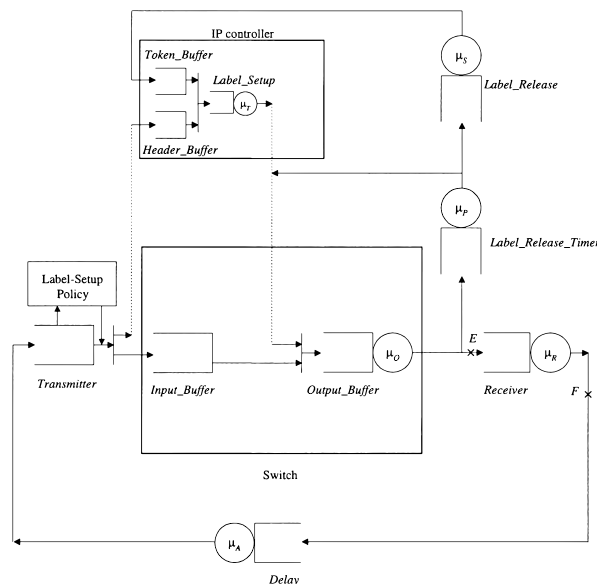 IP controller
Token_Buffer
Label_Setup
μT
Header_Buffer
μS
Label_Release
μP
Label_Release_Time
Label-Setup
Policy
Transmitter
Input_Buffer
Output_Buffer
μO
E
μR
Receiver
F
Switch
μA
Delay